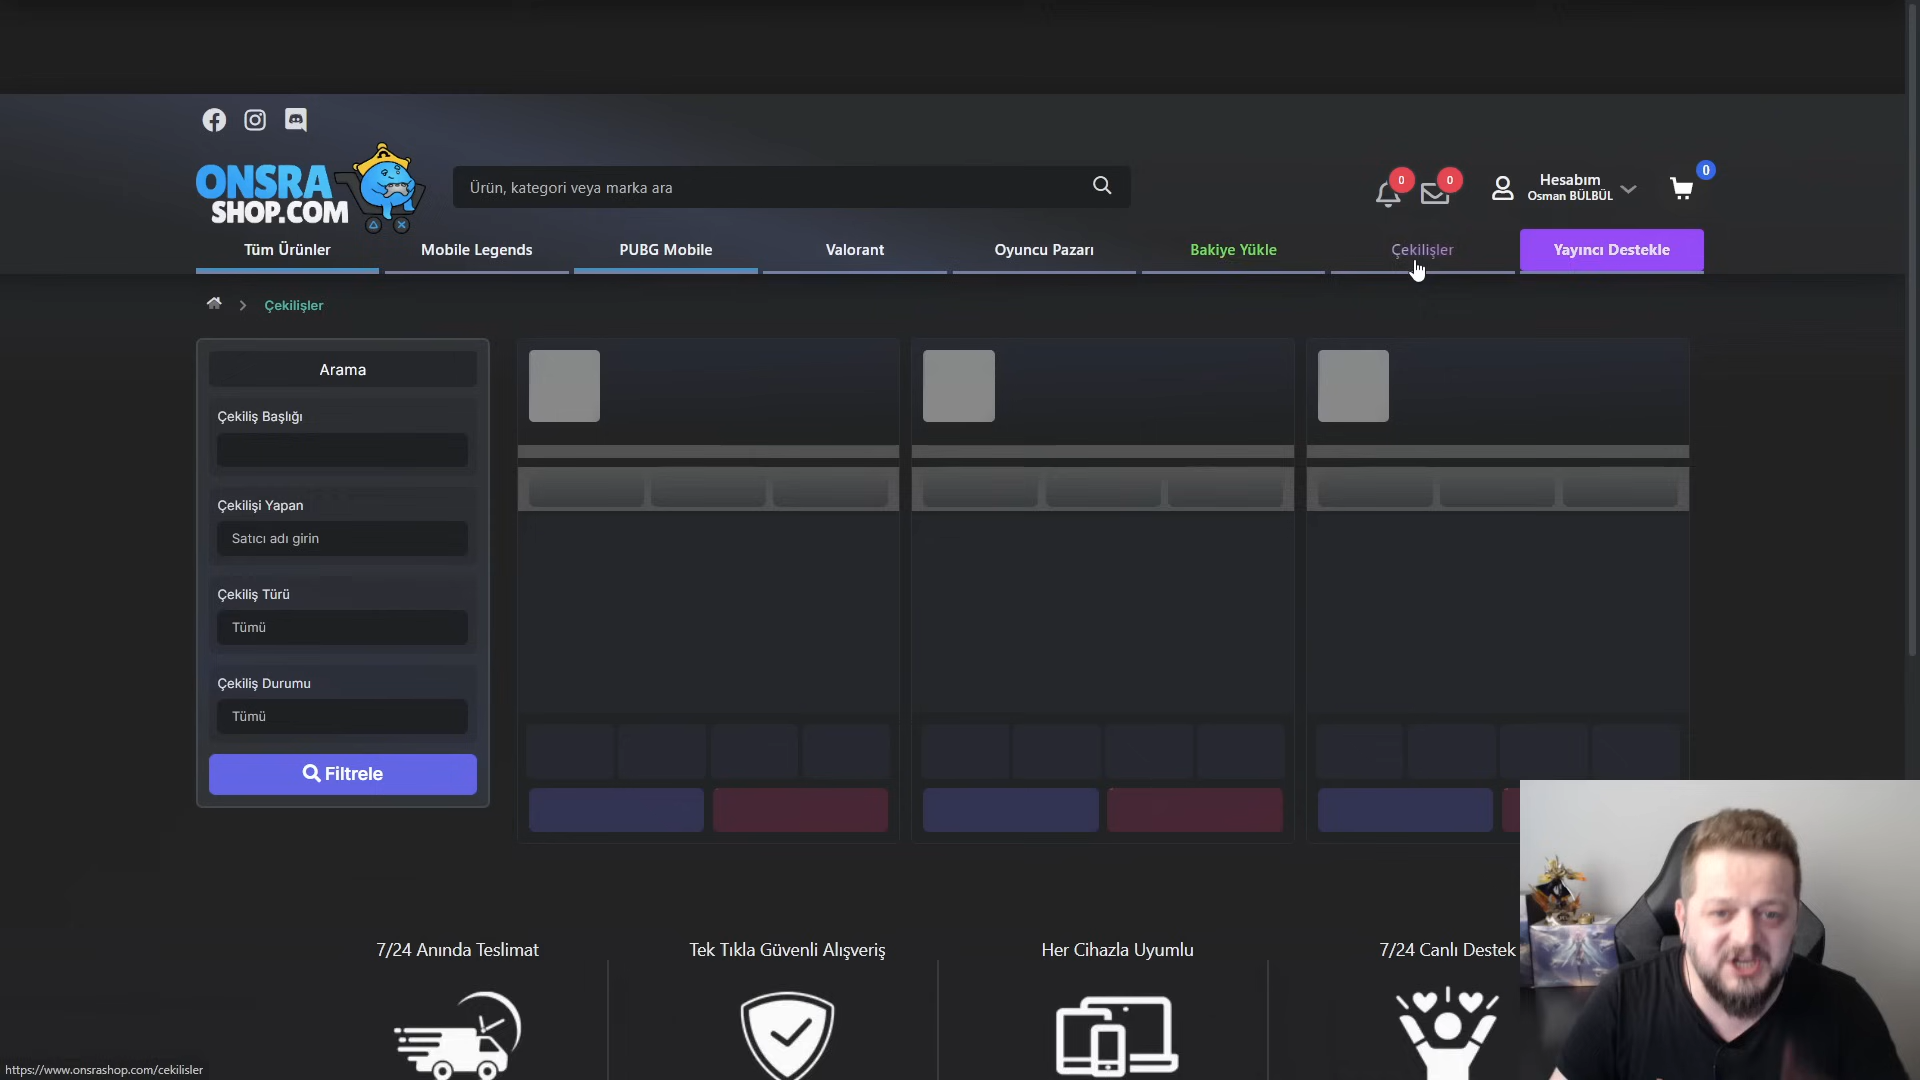 ONSRA
SHOP.COM
Ürün, kategori veya marka ara
0
0
Hesabım
Osman BÜLBÜL
0
Tüm Ürünler
Mobile Legends
PUBG Mobile
Valorant
Oyuncu Pazarı
Bakiye Yükle
Çekilişler
Yayıncı Destekle
Çekilişler
Arama
Çekiliş Başlığı
Çekilişi Yapan
Satıcı adı girin
Çekiliş Türü
Tümü
Çekiliş Durumu
Tümü
Filtrele
7/24 Anında Teslimat
Tek Tıkla Güvenli Alışveriş
Her Cihazla Uyumlu
7/24 Canlı Destek
https://www.onsrashop.com/cekilisler